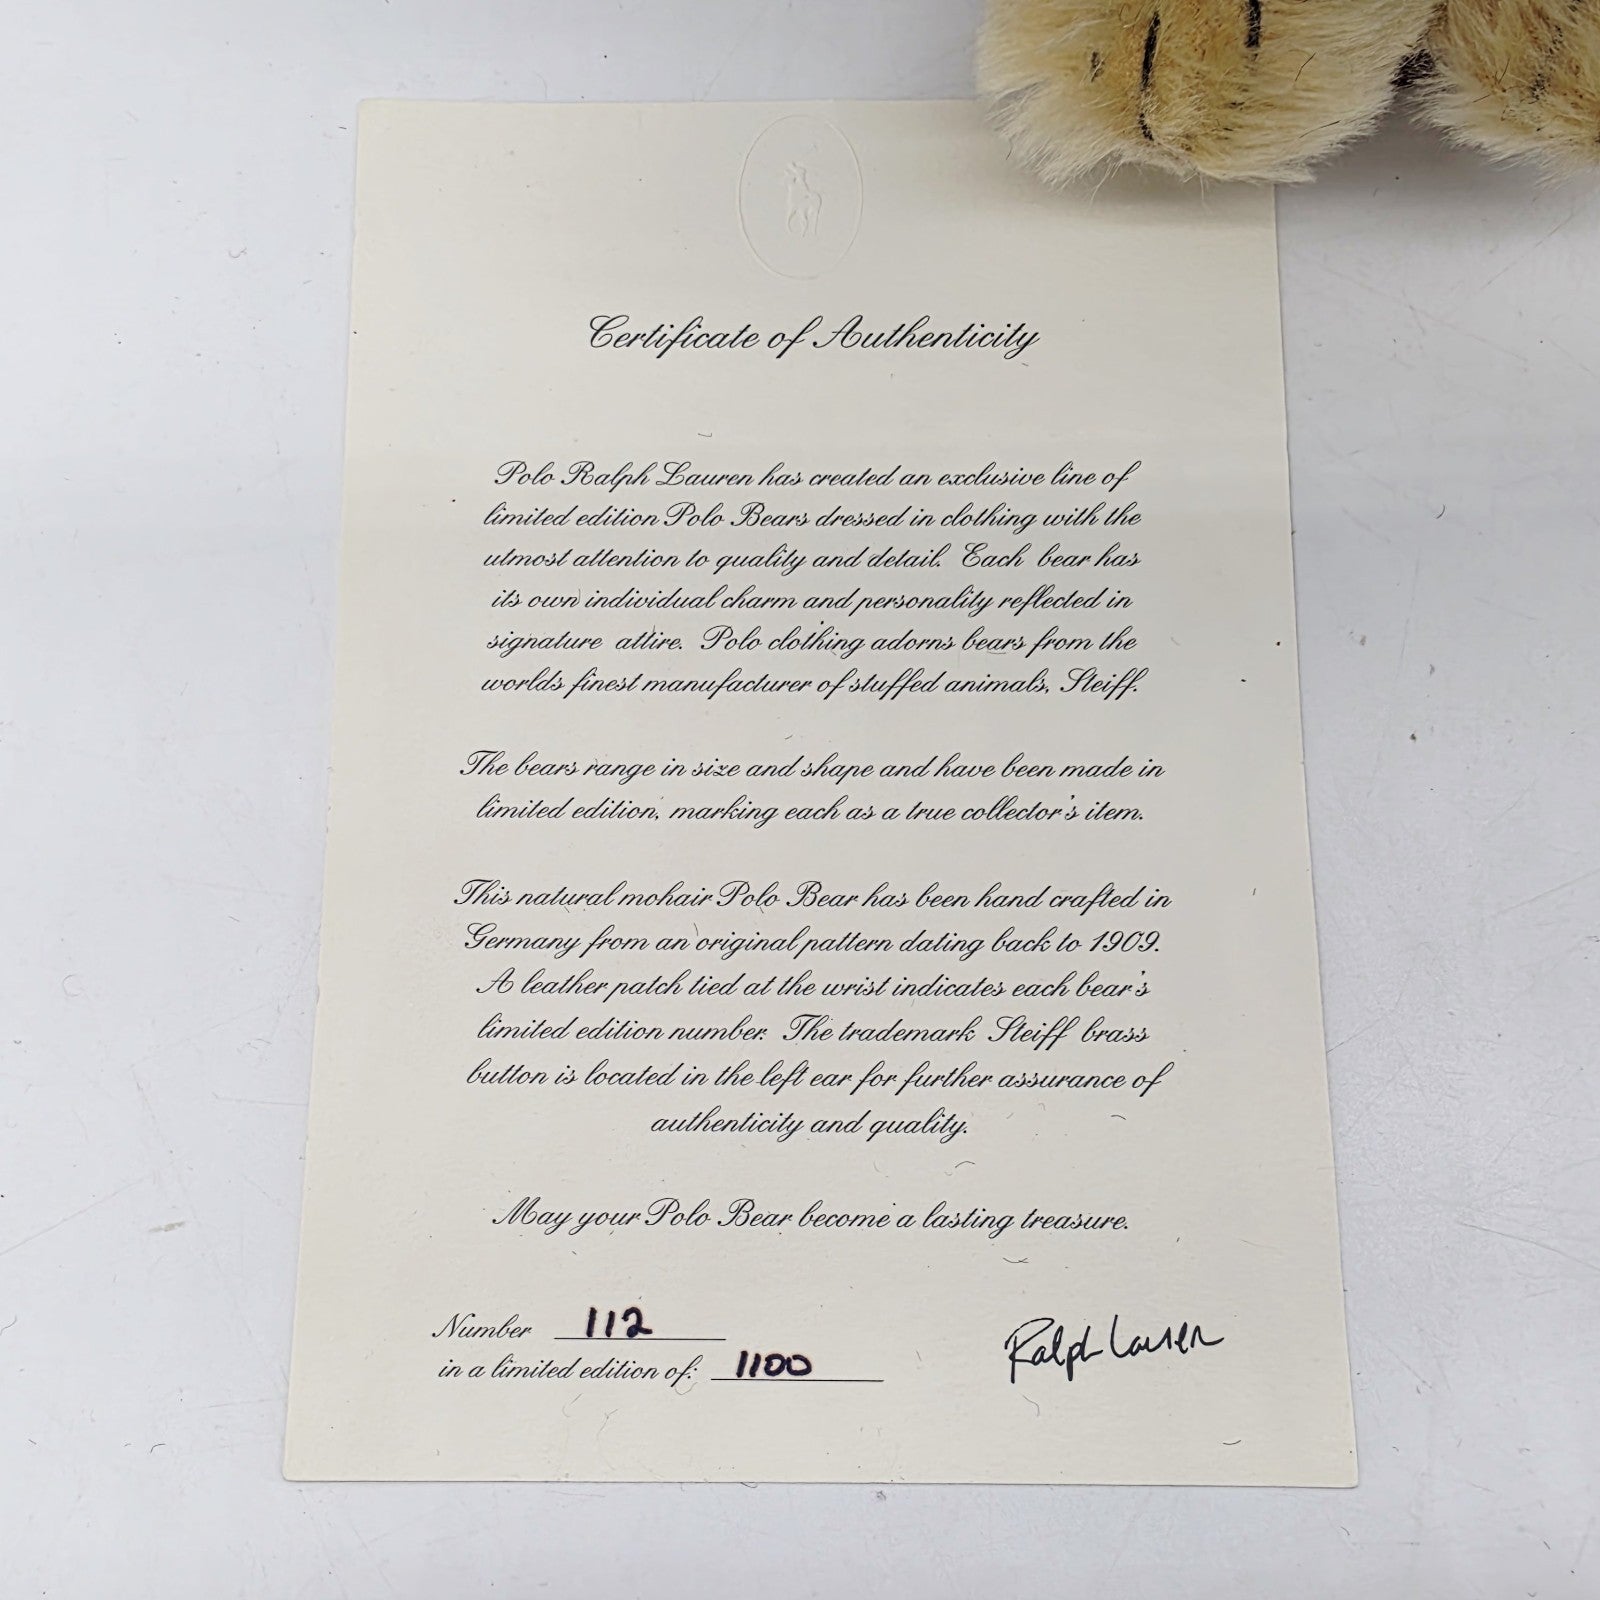 Certificate of Authenticity
Polo Ralph Lauren has created an exclusive line of
limited edition Polo Bears dressed in clothing with the
utmost attention to quality and detail. Each bear has
its own individual charm and personality reflected in
signature attire. Polo clothing adorns bears from the
worlds finest manufacturer of stuffed animals, Steiff.
The bears range in size and shape and have been made in
limited edition, marking each as a true collector's item.
This natural mohair Polo Bear has been hand crafted in
Germany from an original pattern dating back to 1909.
A leather patch tied at the wrist indicates each bear's
limited edition number. The trademark Steiff brass
button is located in the left ear for further assurance of
authenticity and quality.
May your Polo Bear become a lasting treasure.
Number 112
in a limited edition of: 1100
Ralph Lauren